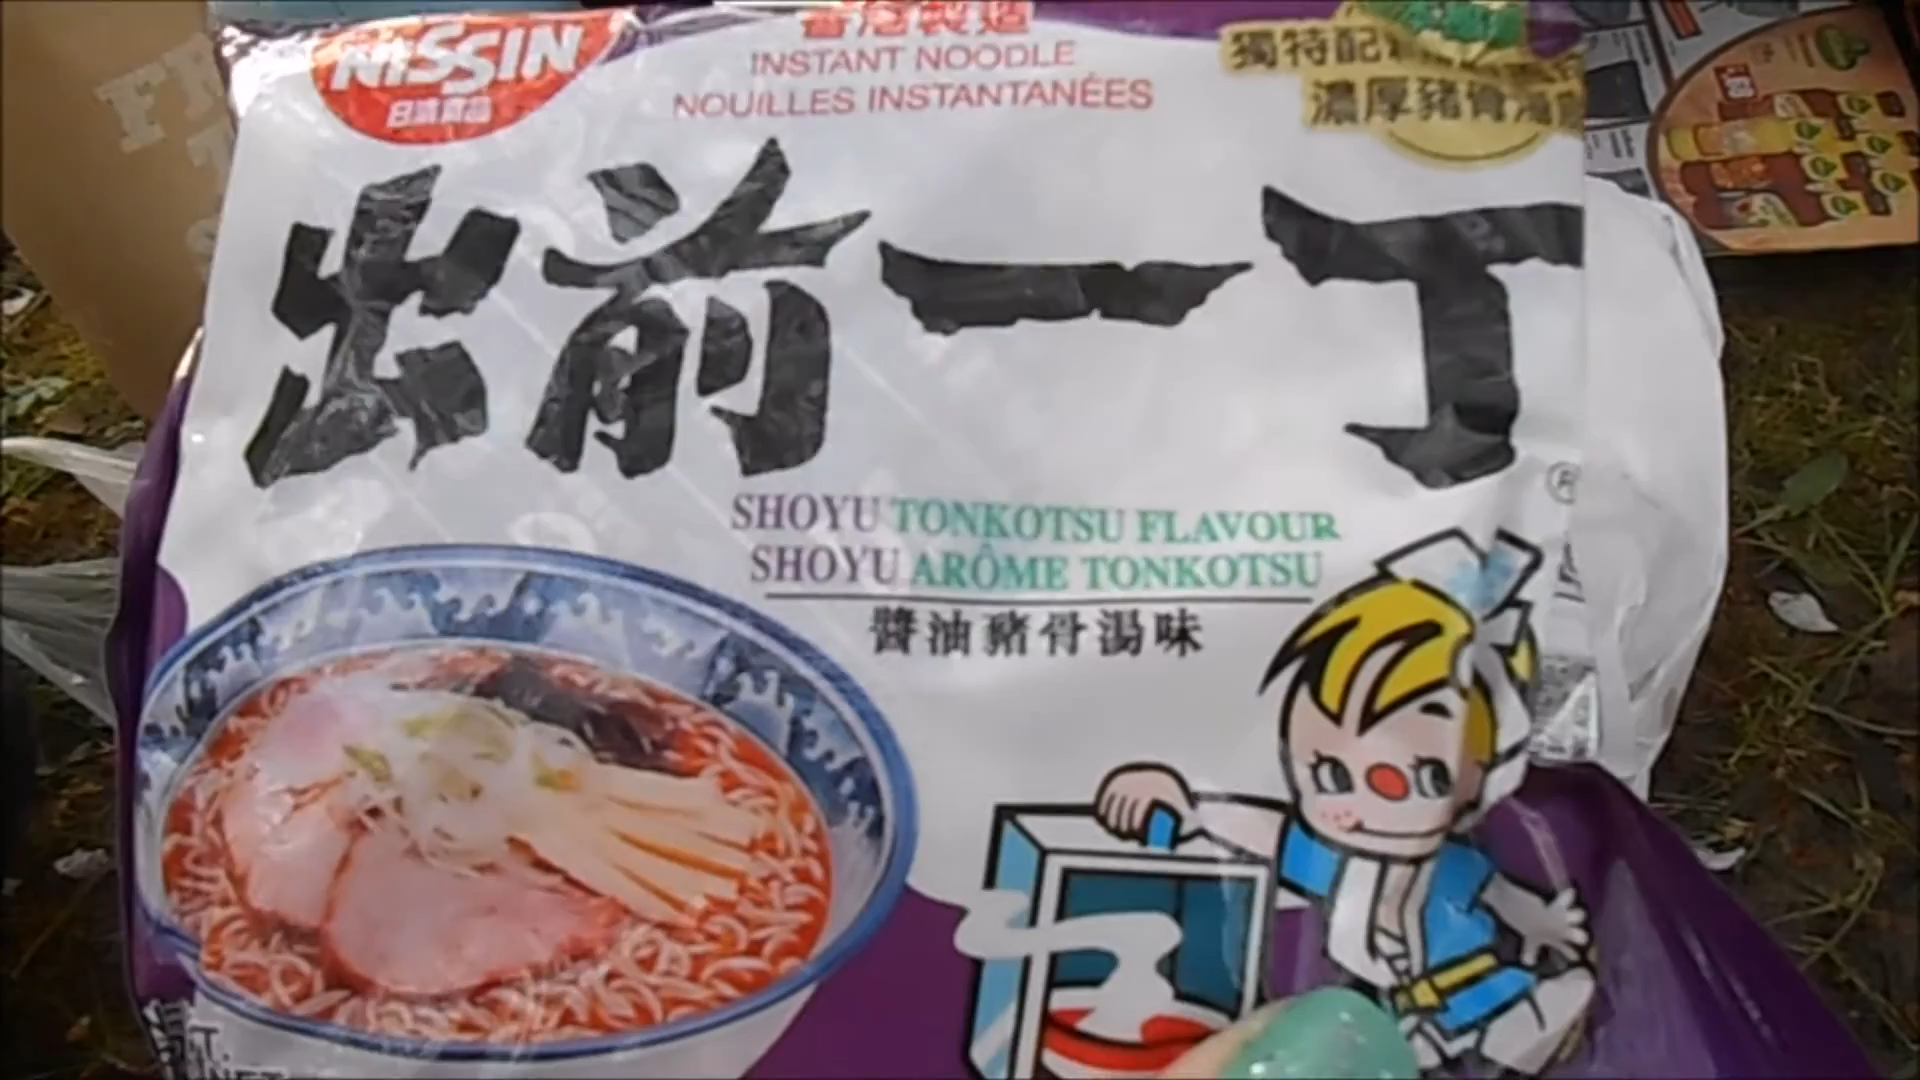 NISSIN
日清食品
香港製造
INSTANT NOODLE
NOUILLES INSTANTANÉES
獨特配
濃厚豬骨湯
出前一丁
SHOYU TONKOTSU FLAVOUR
SHOYU ARÔME TONKOTSU
醬油豬骨湯味